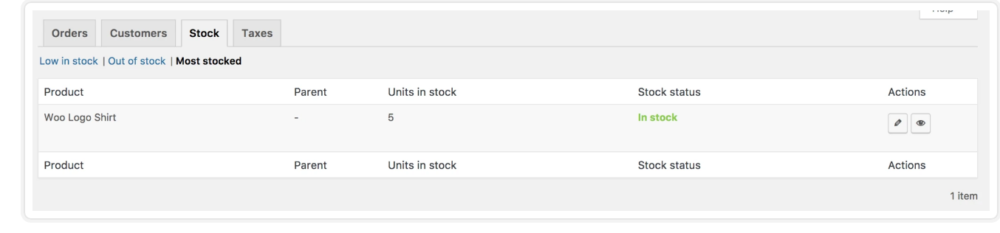 Orders Customers Stock Taxes
Low in stock | Out of stock | Most stocked
Product Parent Units in stock Stock status Actions
Woo Logo Shirt - 5 In stock
Product Parent Units in stock Stock status Actions
1 item